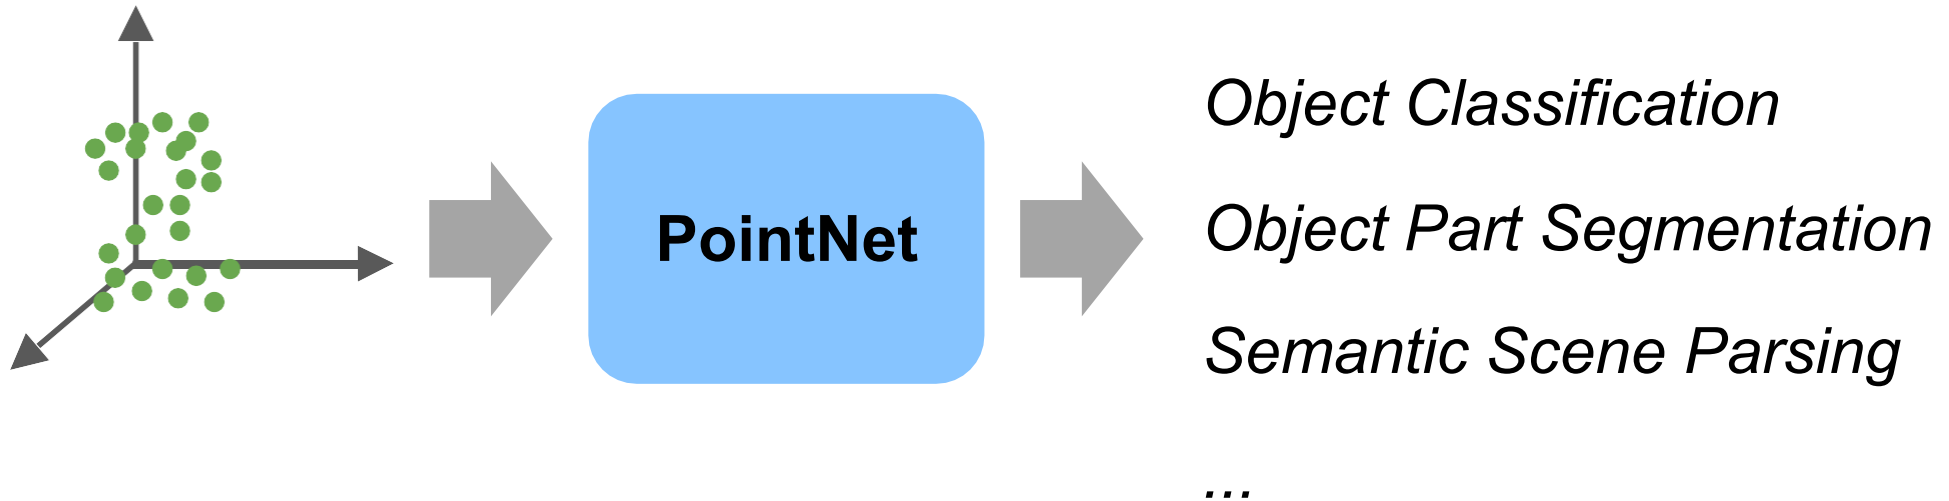 PointNet
Object Classification
Object Part Segmentation
Semantic Scene Parsing
...